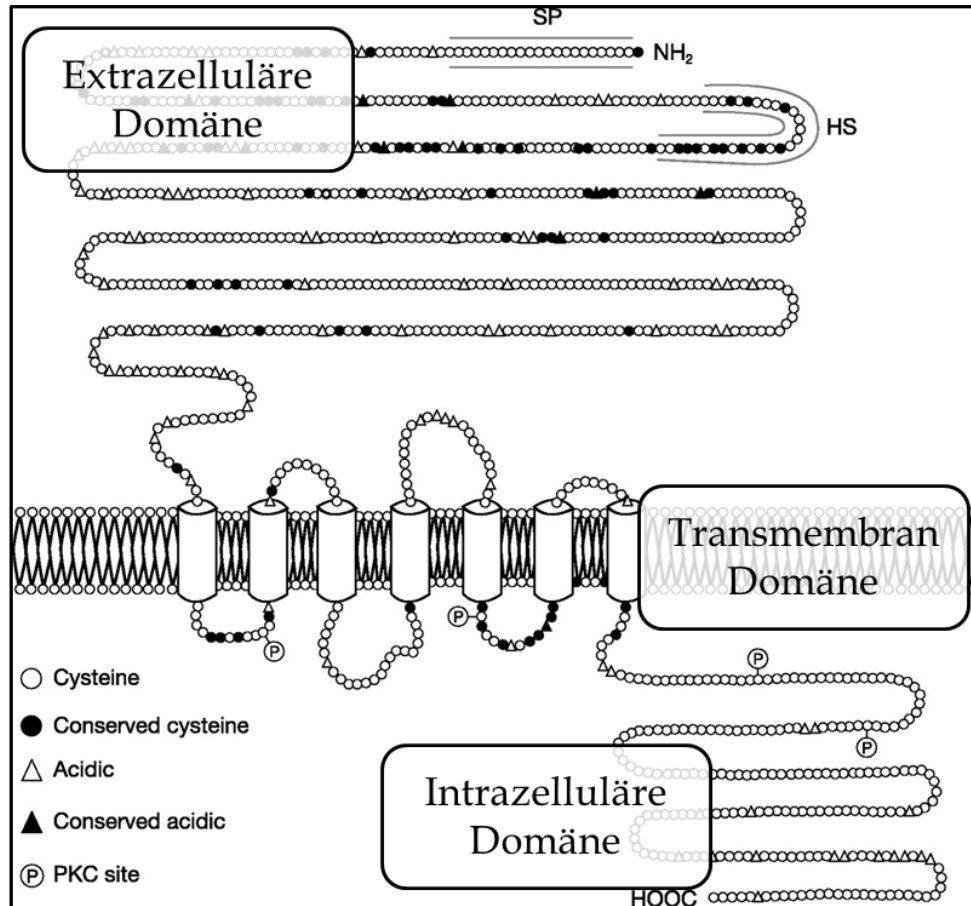 SP
NH₂
Extrazelluläre
Domäne
HS
Transmembran
Domäne
P
P
P
P
Cysteine
Conserved cysteine
Acidic
Conserved acidic
P PKC site
Intrazelluläre
Domäne
HOOC